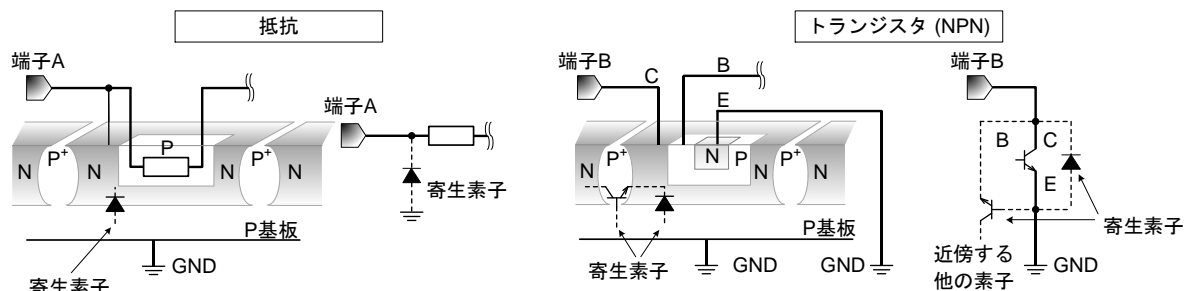 抵抗
端子A
P
N
P+
N
N
P+
N
P基板
GND
寄生素子
端子A
寄生素子
トランジスタ (NPN)
端子B
C
B
E
N
P+
N
N
P
N
P+
N
P基板
寄生素子
GND
GND
端子B
B
C
E
寄生素子
近傍する
他の素子
GND